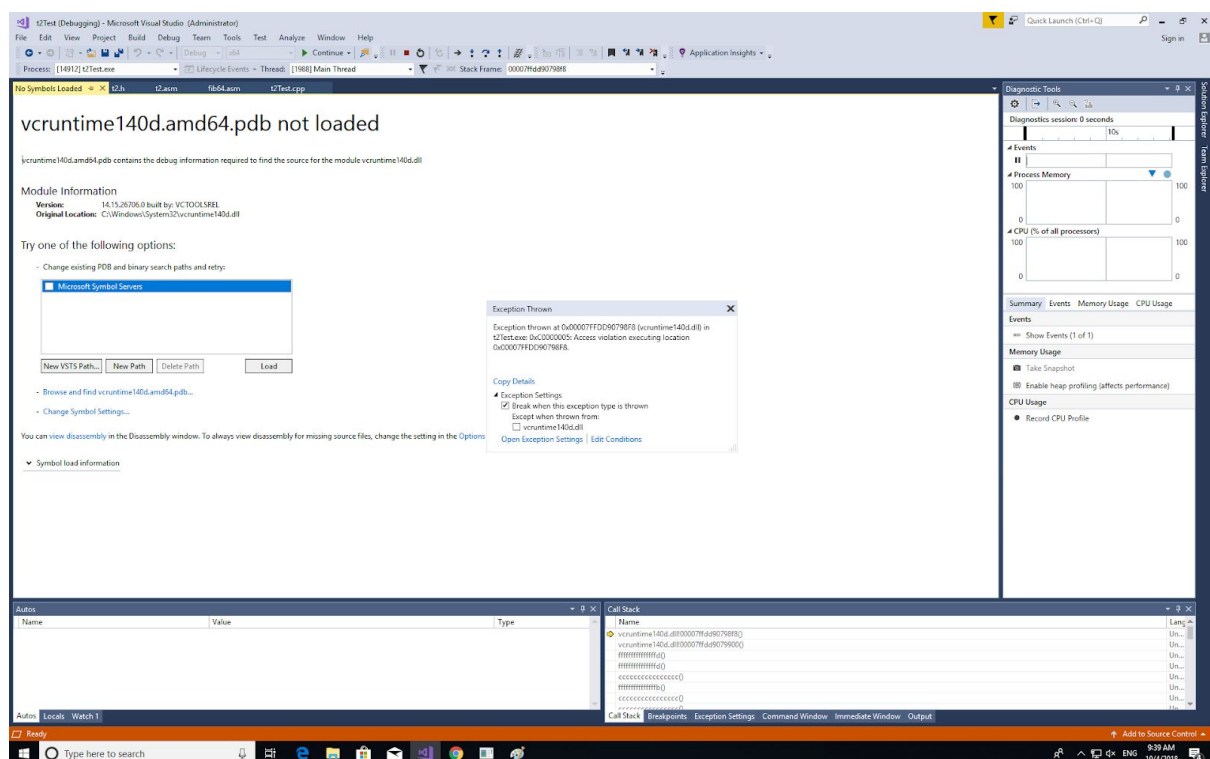 t2Test (Debugging) - Microsoft Visual Studio (Administrator)
Quick Launch (Ctrl+Q)
File Edit View Project Build Debug Team Tools Test Analyze Window Help
Sign in
Debug x64 Continue Application Insights
Process: [14912] t2Test.exe Lifecycle Events Thread: [1988] Main Thread Stack Frame: 00007ffdd90798f8
No Symbols Loaded t2.h t2.asm fib64.asm t2Test.cpp
vcruntime140d.amd64.pdb not loaded
vcruntime140d.amd64.pdb contains the debug information required to find the source for the module vcruntime140d.dll
Module Information
Version: 14.15.26706.0 built by: VCTOOLSREL
Original Location: C:\Windows\System32\vcruntime140d.dll
Try one of the following options:
- Change existing PDB and binary search paths and retry:
Microsoft Symbol Servers
New VSTS Path... New Path Delete Path Load
- Browse and find vcruntime140d.amd64.pdb...
- Change Symbol Settings...
You can view disassembly in the Disassembly window. To always view disassembly for missing source files, change the setting in the Options
Symbol load information
Exception Thrown
Exception thrown at 0x00007FFDD90798F8 (vcruntime140d.dll) in
t2Test.exe: 0xC0000005: Access violation executing location
0x00007FFDD90798F8.
Copy Details
Exception Settings
Break when this exception type is thrown
Except when thrown from:
vcruntime140d.dll
Open Exception Settings | Edit Conditions
Diagnostic Tools
Diagnostics session: 0 seconds
10s
Events
Process Memory
100 100
0 0
CPU (% of all processors)
100 100
0 0
Summary Events Memory Usage CPU Usage
Events
Show Events (1 of 1)
Memory Usage
Take Snapshot
Enable heap profiling (affects performance)
CPU Usage
Record CPU Profile
Solution Explorer
Team Explorer
Autos
Name Value Type
Autos Locals Watch 1
Call Stack
Name Lang
vcruntime140d.dll!00007ffdd90798f8() Un...
vcruntime140d.dll!00007ffdd9079900() Un...
fffffffffffffffd() Un...
fffffffffffffffd() Un...
cccccccccccccccc() Un...
fffffffffffffffb() Un...
cccccccccccccccc() Un...
Call Stack Breakpoints Exception Settings Command Window Immediate Window Output
Ready
Add to Source Control
Type here to search
ENG
9:39 AM
10/4/2018